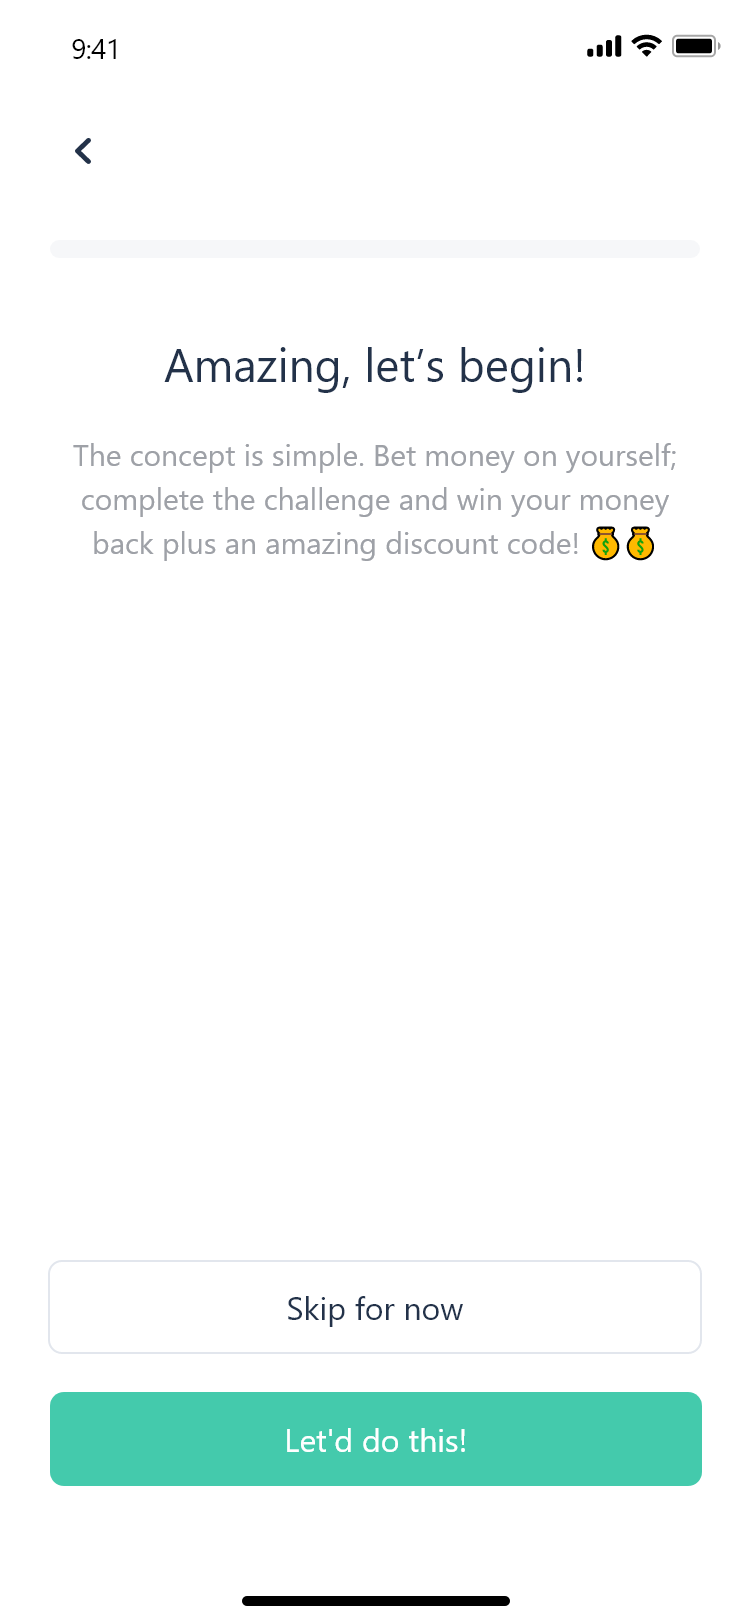 9:41
Amazing, let’s begin!
The concept is simple. Bet money on yourself;
complete the challenge and win your money
back plus an amazing discount code! 💰💰
Skip for now
Let'd do this!